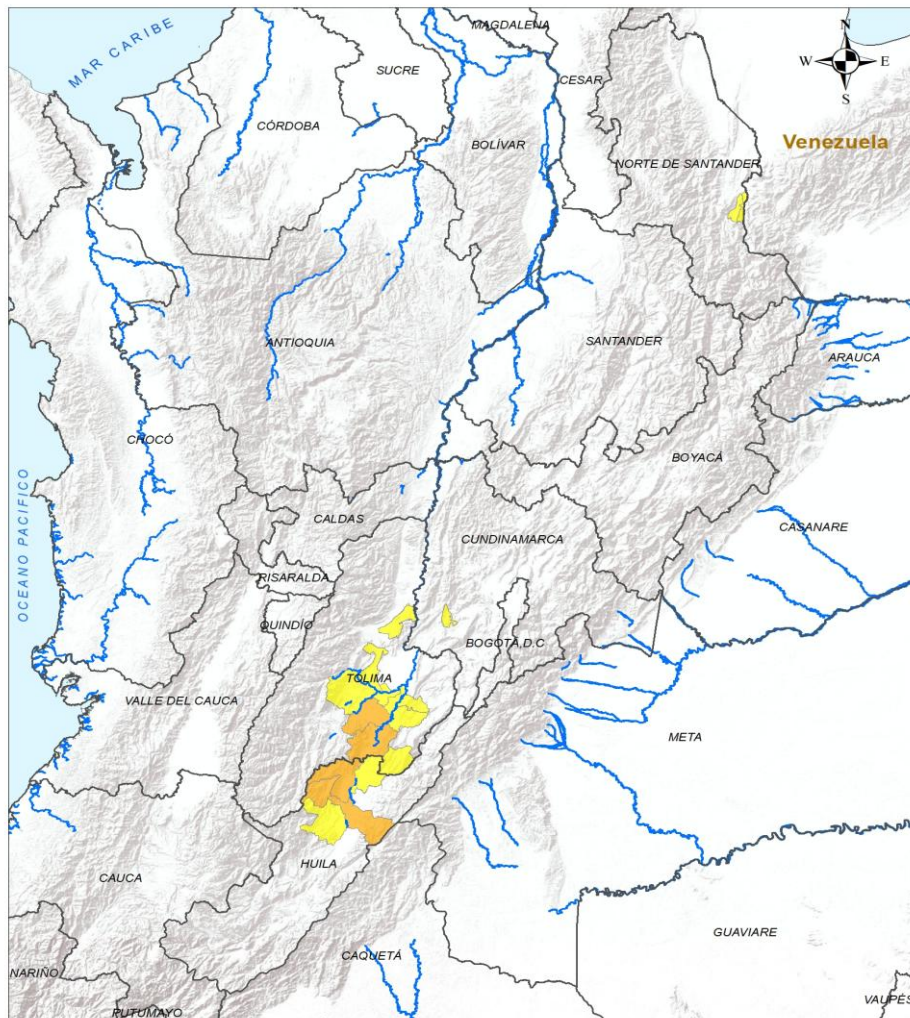 MAGDALENA
N
MAR CARIBE
SUCRE
CESAR
W
E
S
CÓRDOBA
BOLÍVAR
Venezuela
NORTE DE SANTANDER
ANTIOQUIA
SANTANDER
ARAUCA
CHOCÓ
BOYACÁ
OCEANO PACIFICO
CALDAS
CASANARE
CUNDINAMARCA
RISARALDA
QUINDÍO
BOGOTÁ,D.C
TOLIMA
VALLE DEL CAUCA
META
HUILA
CAUCA
GUAVIARE
CAQUETÁ
NARIÑO
VAUPÉS
PUTUMAYO